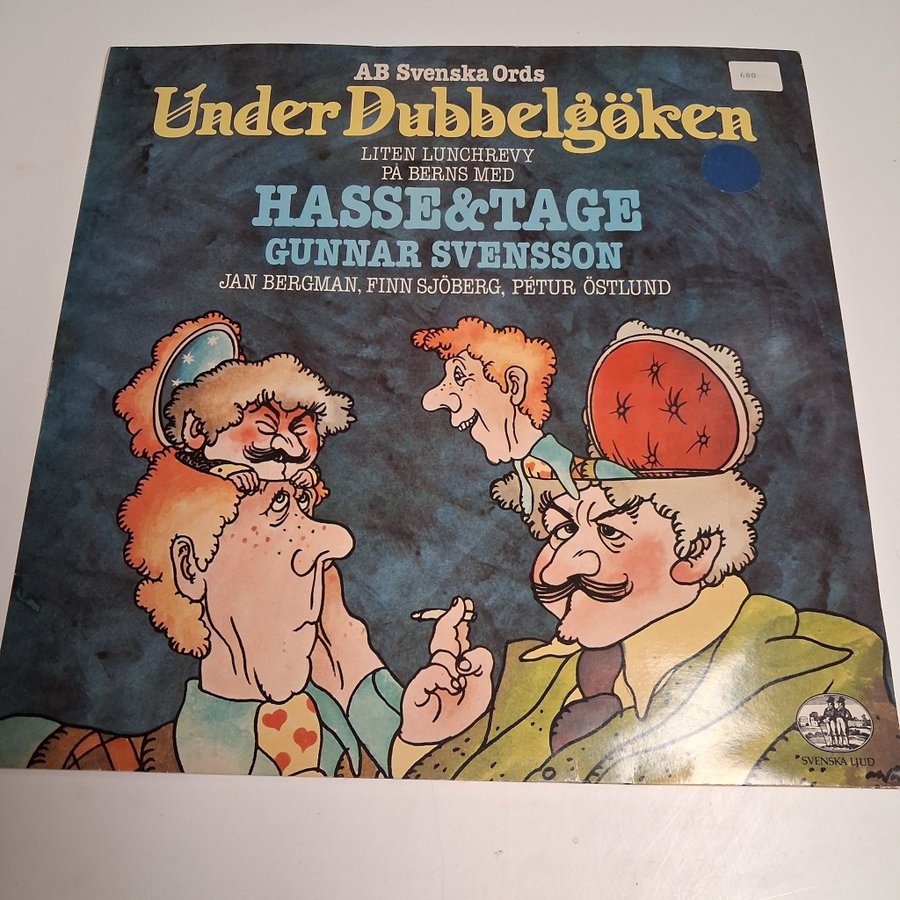 AB Svenska Ords
Under Dubbelgöken
LITEN LUNCHREVY
PÅ BERNS MED
HASSE&TAGE
GUNNAR SVENSSON
JAN BERGMAN, FINN SJÖBERG, PÉTUR ÖSTLUND
680
SVENSKA LJUD